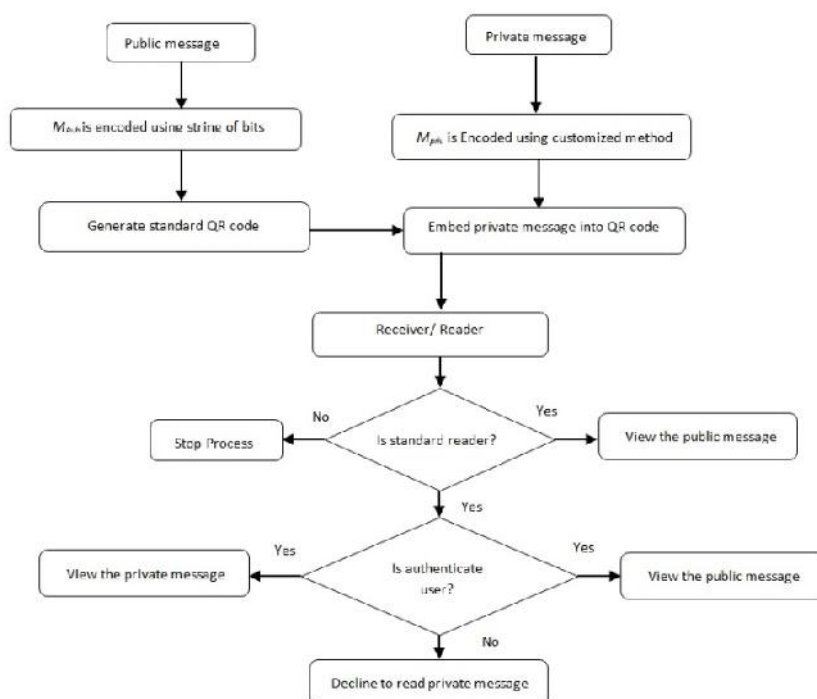 Public message
Private message
is encoded using string of bits
is Encoded using customized method
Generate standard QR code
Embed private message into QR code
Receiver/ Reader
No
Yes
Stop Process
Is standard reader?
View the public message
Yes
Yes
Yes
View the private message
Is authenticate
user?
View the public message
No
Decline to read private message